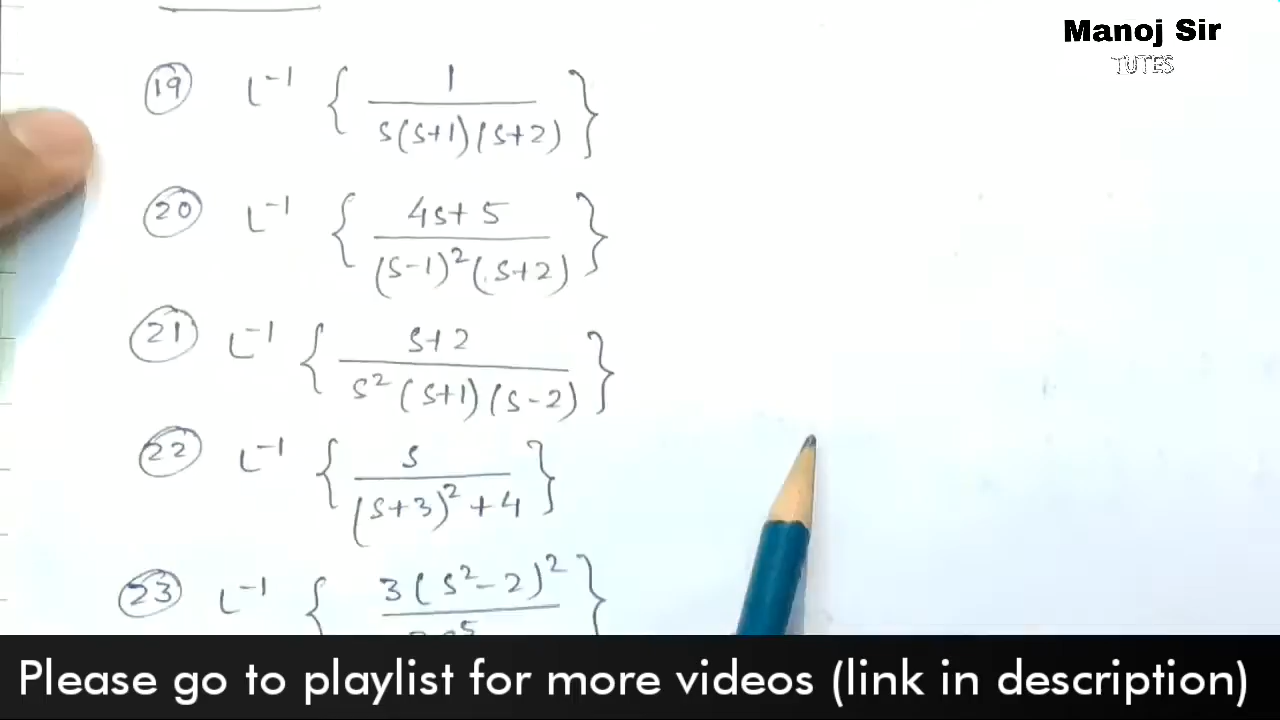 Manoj Sir
TUTES
19 L⁻¹ { 1 / s(s+1)(s+2) }
20 L⁻¹ { 4s+5 / (s-1)²(s+2) }
21 L⁻¹ { s+2 / s²(s+1)(s-2) }
22 L⁻¹ { s / (s+3)²+4 }
23 L⁻¹ { 3(s²-2)² / }
Please go to playlist for more videos (link in description)